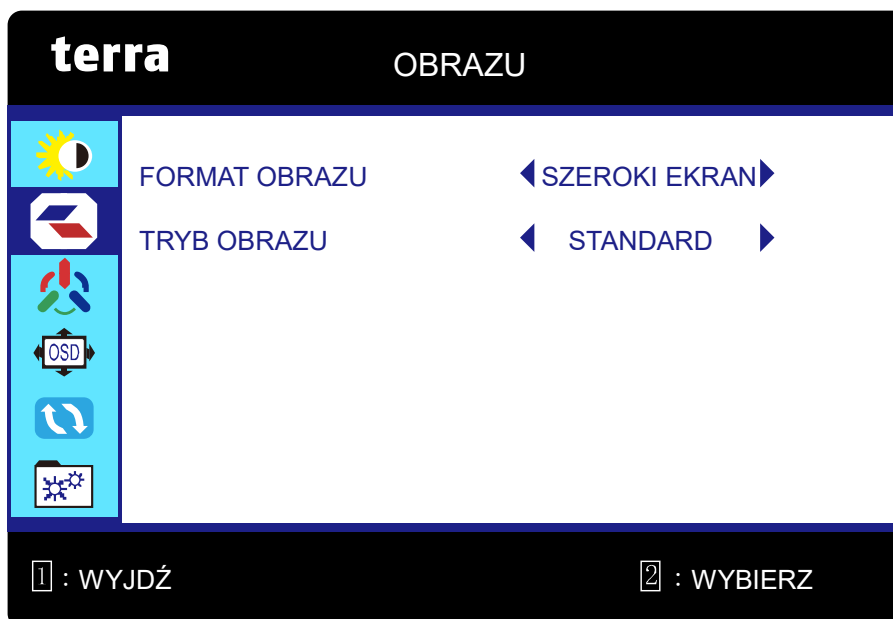 terra
OBRAZU
FORMAT OBRAZU SZEROKI EKRAN
TRYB OBRAZU STANDARD
OSD
1 : WYJDŹ 2 : WYBIERZ